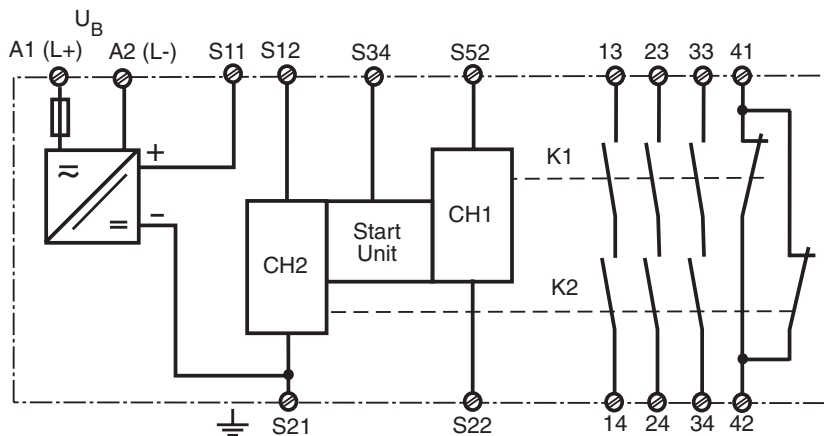 U_B
A1 (L+) A2 (L-) S11 S12 S34 S52 13 23 33 41
+
K1
~
=
-
CH1
CH2
Start
Unit
K2
S21 S22 14 24 34 42